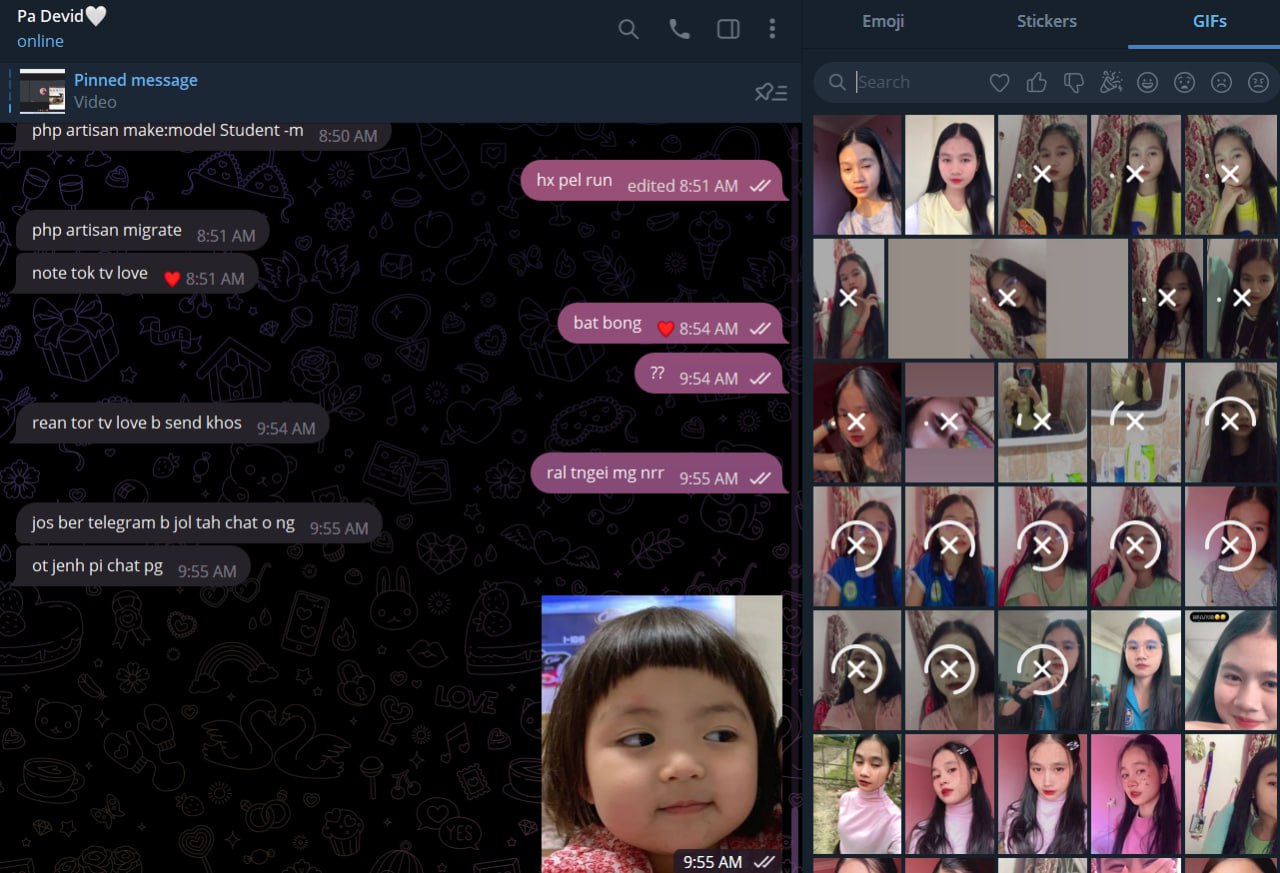 Pa Devid🤍
online
Pinned message
Video
php artisan make:model Student -m 8:50 AM
hx pel run edited 8:51 AM
php artisan migrate 8:51 AM
note tok tv love ❤️ 8:51 AM
bat bong ❤️ 8:54 AM
?? 9:54 AM
rean tor tv love b send khos 9:54 AM
ral tngei mg nrr 9:55 AM
jos ber telegram b jol tah chat o ng 9:55 AM
ot jenh pi chat pg 9:55 AM
9:55 AM
LOVE
LOVE
YES
Emoji
Stickers
GIFs
Search